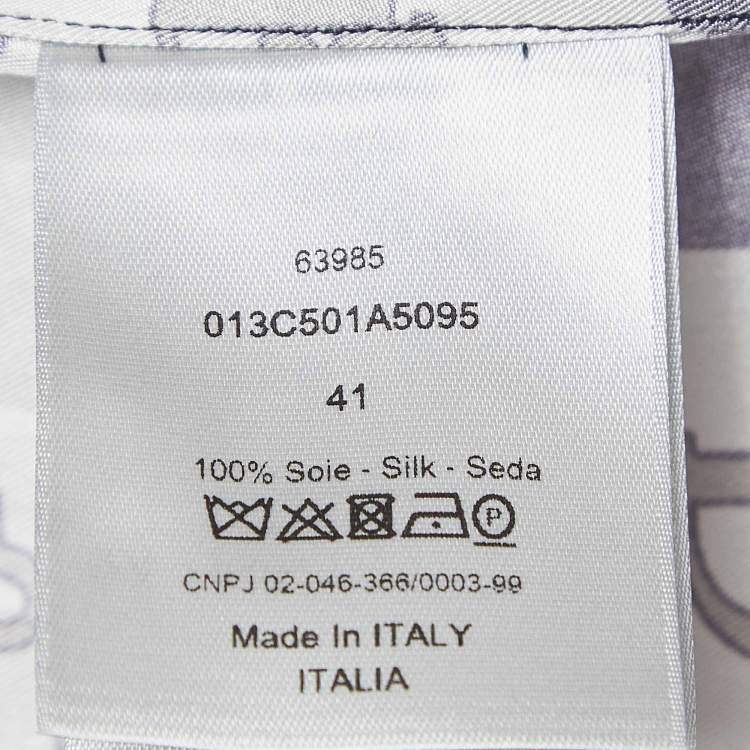 63985
013C501A5095
41
100% Soie - Silk - Seda
P
CNPJ 02-046-366/0003-99
Made In ITALY
ITALIA